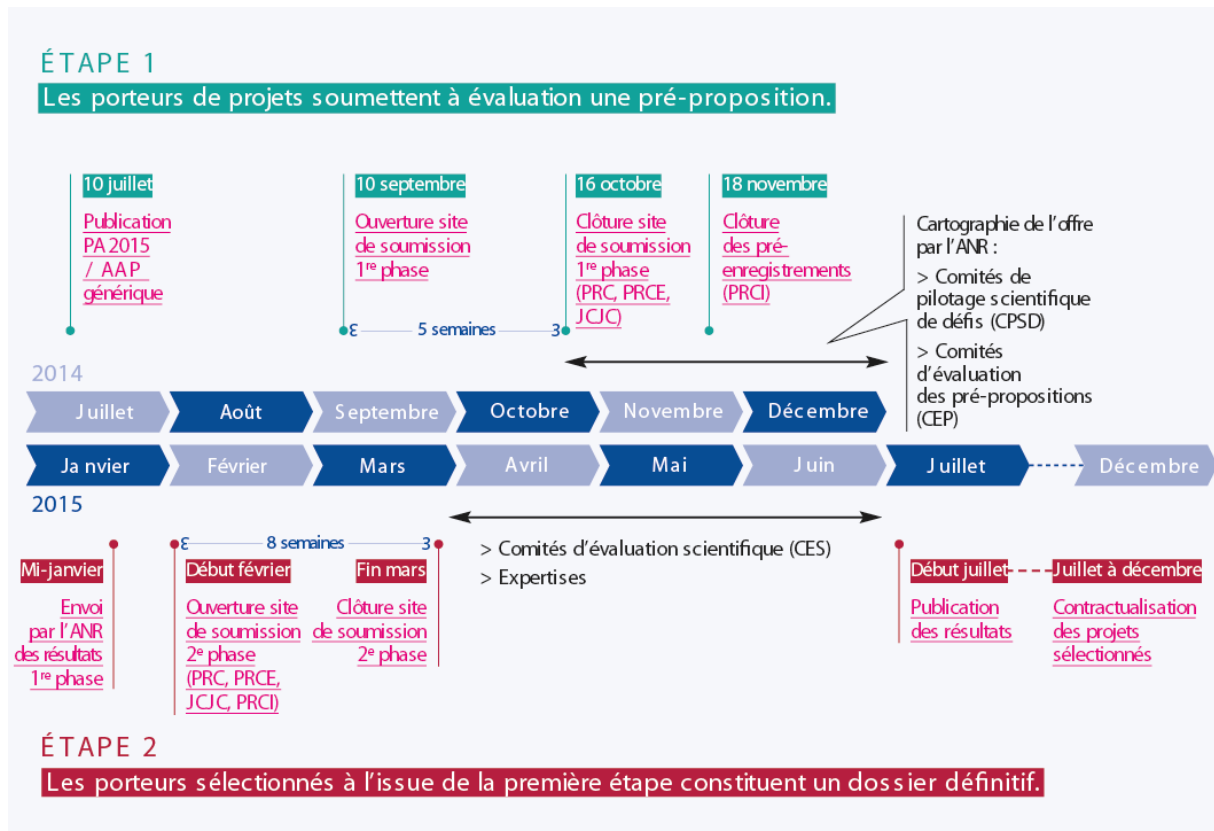 ÉTAPE 1
Les porteurs de projets soumettent à évaluation une pré-proposition.
10 juillet
Publication
PA 2015
/ AAP
générique
10 septembre
Ouverture site
de soumission
1re phase
16 octobre
Clôture site
de soumission
1re phase
(PRC, PRCE,
JCJC)
18 novembre
Clôture
des pré-
enregistrements
(PRCI)
Cartographie de l'offre
par l'ANR :
> Comités de
pilotage scientifique
de défis (CPSD)
> Comités
d'évaluation
des pré-propositions
(CEP)
ε 5 semaines 3
2014
Juillet
Août
Septembre
Octobre
Novembre
Décembre
Janvier
Février
Mars
Avril
Mai
Juin
Juillet
Décembre
2015
ε 8 semaines 3
Mi-janvier
Envoi
par l'ANR
des résultats
1re phase
Début février
Ouverture site
de soumission
2e phase
(PRC, PRCE,
JCJC, PRCI)
Fin mars
Clôture site
de soumission
2e phase
> Comités d'évaluation scientifique (CES)
> Expertises
Début juillet
Publication
des résultats
Juillet à décembre
Contractualisation
des projets
sélectionnés
ÉTAPE 2
Les porteurs sélectionnés à l'issue de la première étape constituent un dossier définitif.